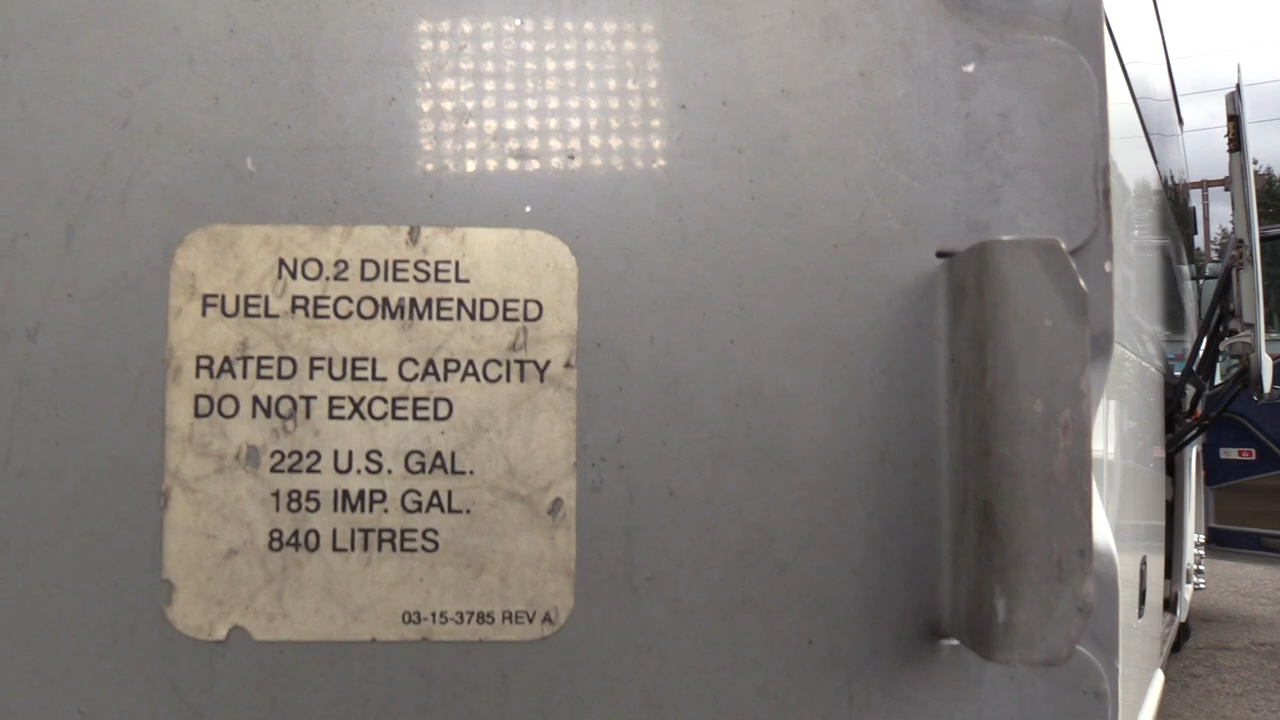 NO.2 DIESEL
FUEL RECOMMENDED
RATED FUEL CAPACITY
DO NOT EXCEED
222 U.S. GAL.
185 IMP. GAL.
840 LITRES
03-15-3785 REV A